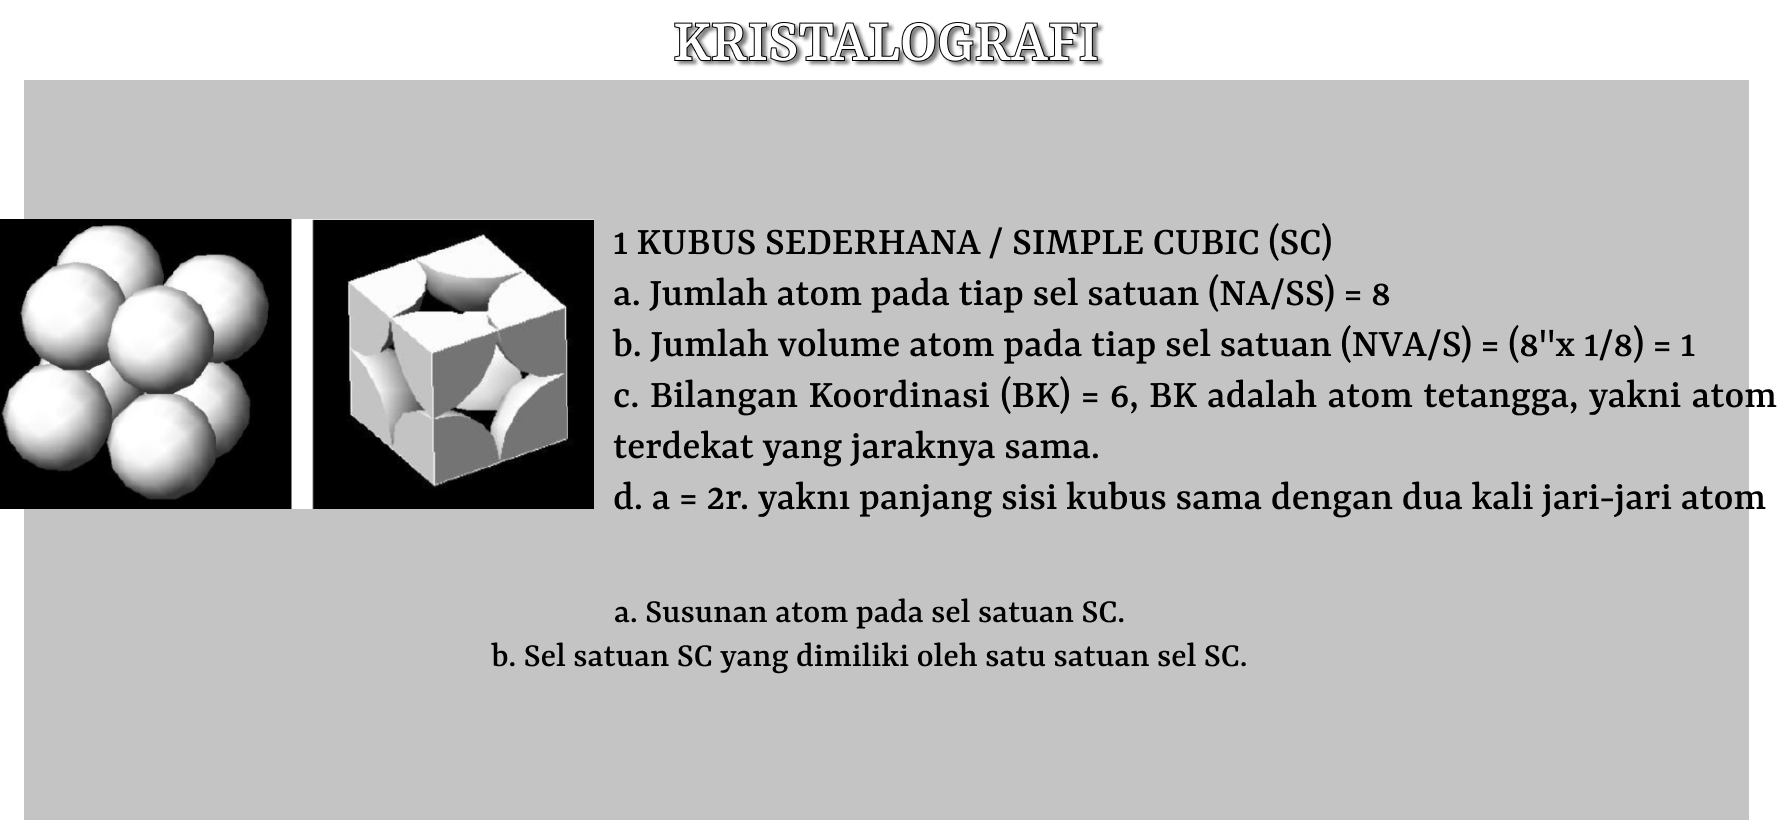 KRISTALOGRAFI
1 KUBUS SEDERHANA / SIMPLE CUBIC (SC)
a. Jumlah atom pada tiap sel satuan (NA/SS) = 8
b. Jumlah volume atom pada tiap sel satuan (NVA/S) = (8"x 1/8) = 1
c. Bilangan Koordinasi (BK) = 6, BK adalah atom tetangga, yakni atom
terdekat yang jaraknya sama.
d. a = 2r. yaknı panjang sisi kubus sama dengan dua kali jari-jari atom
a. Susunan atom pada sel satuan SC.
b. Sel satuan SC yang dimiliki oleh satu satuan sel SC.